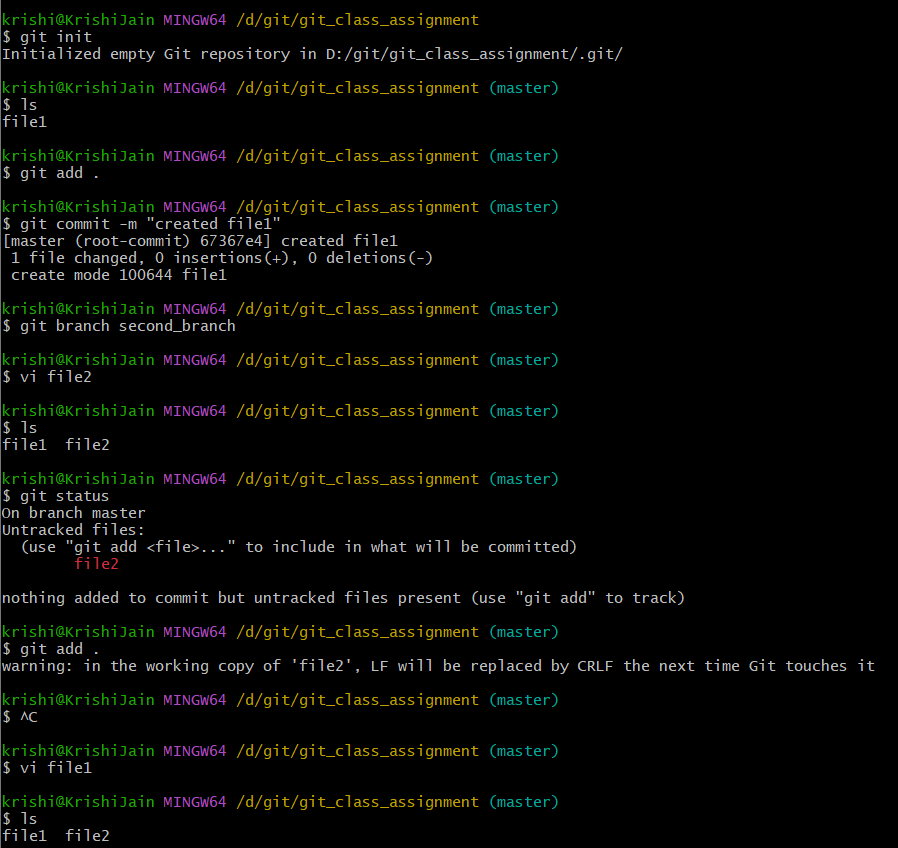 krishi@KrishiJain MINGW64 /d/git/git_class_assignment
$ git init
Initialized empty Git repository in D:/git/git_class_assignment/.git/
krishi@KrishiJain MINGW64 /d/git/git_class_assignment (master)
$ ls
file1
krishi@KrishiJain MINGW64 /d/git/git_class_assignment (master)
$ git add .
krishi@KrishiJain MINGW64 /d/git/git_class_assignment (master)
$ git commit -m "created file1"
[master (root-commit) 67367e4] created file1
 1 file changed, 0 insertions(+), 0 deletions(-)
 create mode 100644 file1
krishi@KrishiJain MINGW64 /d/git/git_class_assignment (master)
$ git branch second_branch
krishi@KrishiJain MINGW64 /d/git/git_class_assignment (master)
$ vi file2
krishi@KrishiJain MINGW64 /d/git/git_class_assignment (master)
$ ls
file1  file2
krishi@KrishiJain MINGW64 /d/git/git_class_assignment (master)
$ git status
On branch master
Untracked files:
  (use "git add <file>..." to include in what will be committed)
        file2
nothing added to commit but untracked files present (use "git add" to track)
krishi@KrishiJain MINGW64 /d/git/git_class_assignment (master)
$ git add .
warning: in the working copy of 'file2', LF will be replaced by CRLF the next time Git touches it
krishi@KrishiJain MINGW64 /d/git/git_class_assignment (master)
$ ^C
krishi@KrishiJain MINGW64 /d/git/git_class_assignment (master)
$ vi file1
krishi@KrishiJain MINGW64 /d/git/git_class_assignment (master)
$ ls
file1  file2